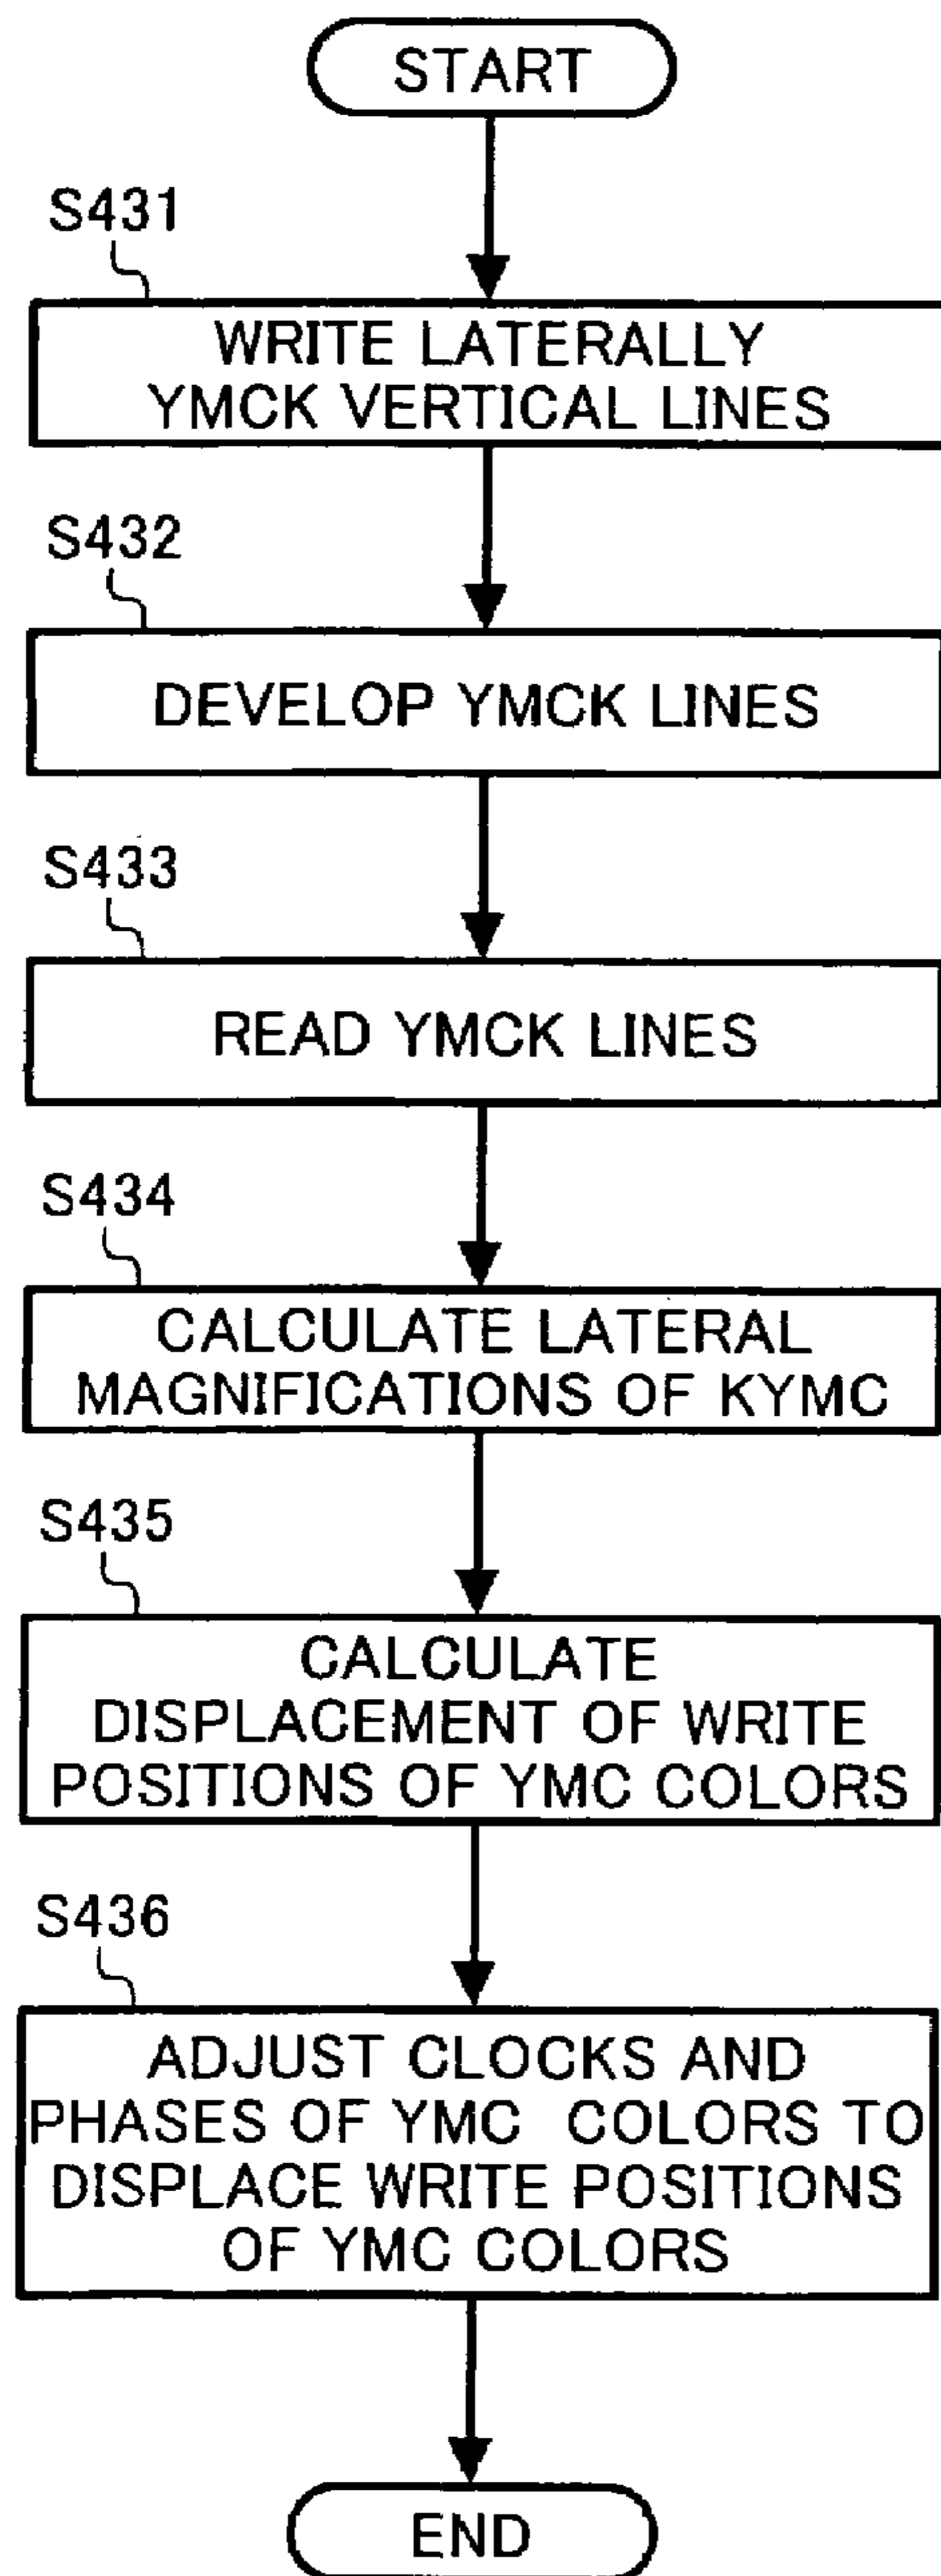 START
S431
WRITE LATERALLY
YMCK VERTICAL LINES
S432
DEVELOP YMCK LINES
S433
READ YMCK LINES
S434
CALCULATE LATERAL
MAGNIFICATIONS OF KYMC
S435
CALCULATE
DISPLACEMENT OF WRITE
POSITIONS OF YMC COLORS
S436
ADJUST CLOCKS AND
PHASES OF YMC COLORS TO
DISPLACE WRITE POSITIONS
OF YMC COLORS
END